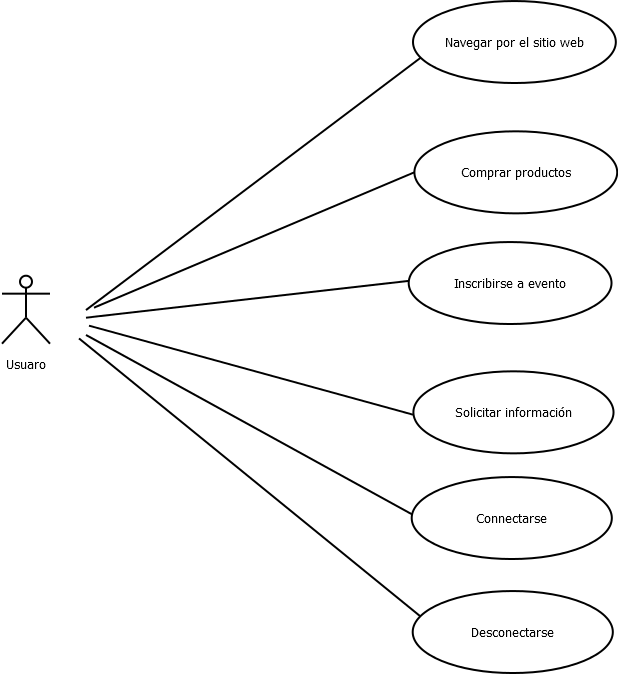 Navegar por el sitio web
Comprar productos
Inscribirse a evento
Usuaro
Solicitar información
Connectarse
Desconectarse